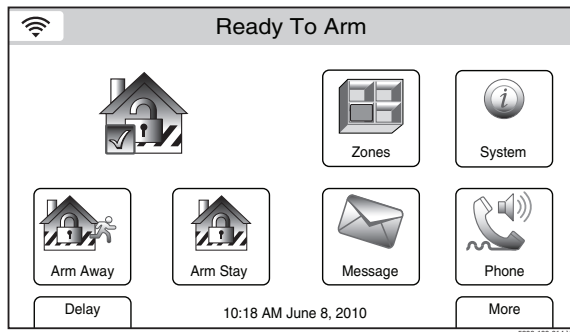 Ready To Arm
Zones
System
Arm Away
Arm Stay
Message
Phone
Delay
10:18 AM June 8, 2010
More